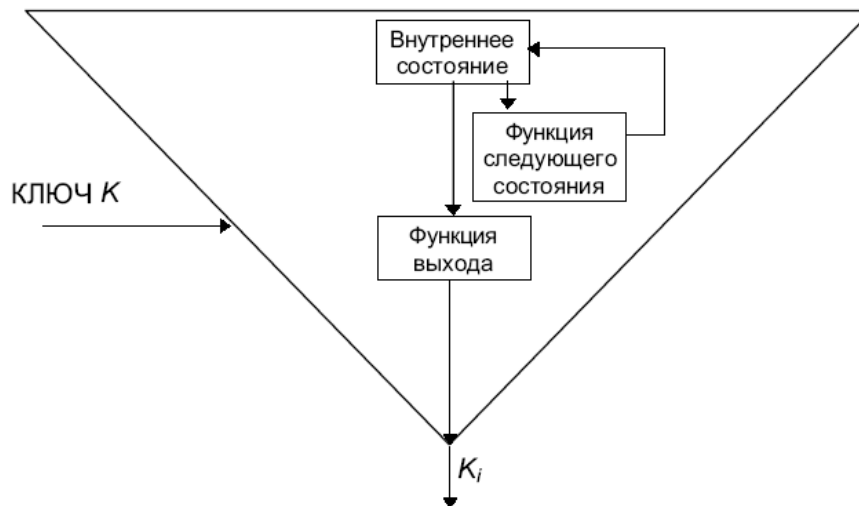 Внутреннее
состояние
Функция
следующего
состояния
КЛЮЧ K
Функция
выхода
Ki